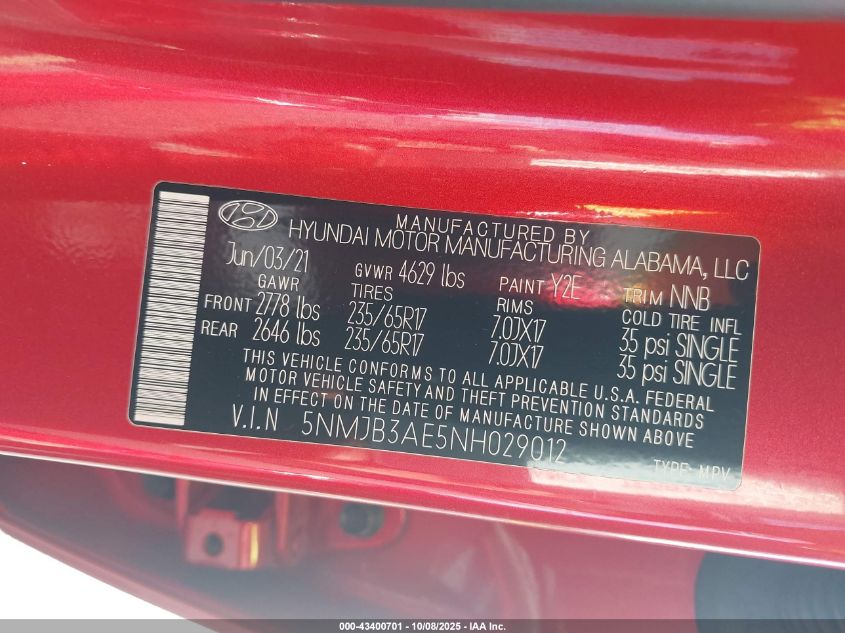 MANUFACTURED BY
HYUNDAI MOTOR MANUFACTURING ALABAMA, LLC
Jun/03/21 GVWR 4629 lbs PAINT Y2E TRIM NNB
GAWR TIRES RIMS COLD TIRE INFL
FRONT 2778 lbs 235/65R17 7.0JX17 35 psi SINGLE
REAR 2646 lbs 235/65R17 7.0JX17 35 psi SINGLE
THIS VEHICLE CONFORMS TO ALL APPLICABLE U.S.A. FEDERAL
MOTOR VEHICLE SAFETY AND THEFT PREVENTION STANDARDS
IN EFFECT ON THE DATE OF MANUFACTURE SHOWN ABOVE
V.I.N 5NMJB3AE5NH029012 TYPE: MPV
000-43400701 - 10/08/2025 - IAA Inc.